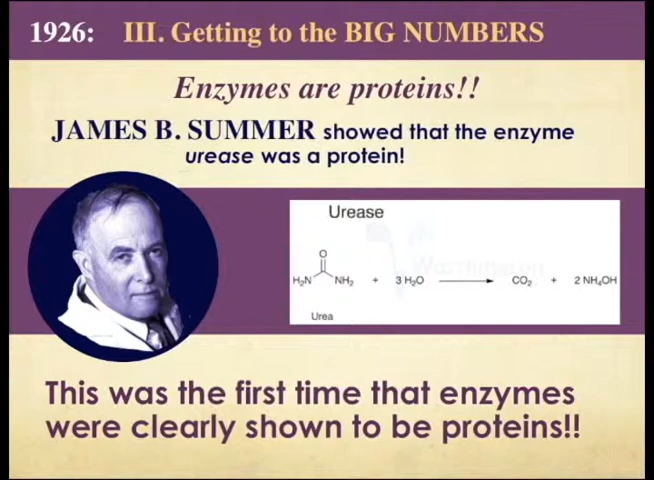 1926: III. Getting to the BIG NUMBERS
Enzymes are proteins!!
JAMES B. SUMMER showed that the enzyme
urease was a protein!
Urease
O
H₂N NH₂ + 3 H₂O → CO₂ + 2 NH₄OH
Urea
Worthington
This was the first time that enzymes
were clearly shown to be proteins!!